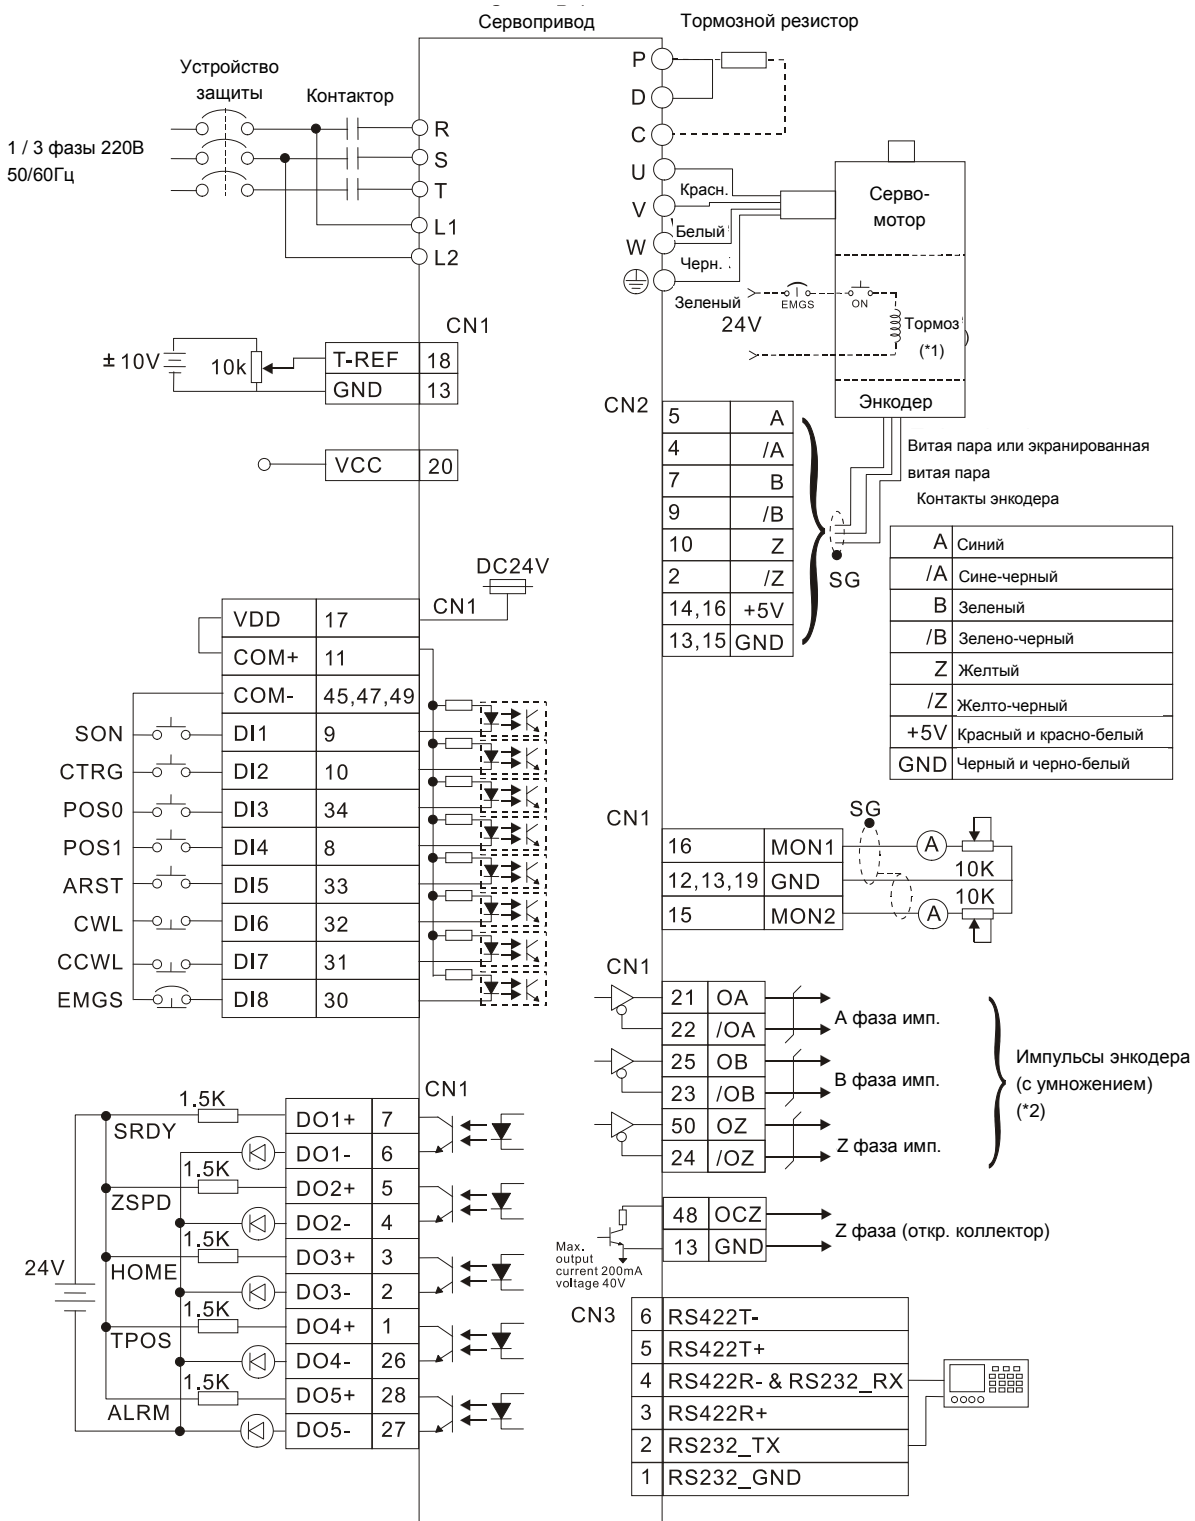 Сервопривод
Тормозной резистор
Устройство
защиты
Контактор
1 / 3 фазы 220В
50/60Гц
R
S
T
L1
L2
P
D
C
U
V
W
Красн.
Белый
Черн.
Зеленый
24V
EMGS
ON
Серво-
мотор
Тормоз
(*1)
Энкодер
CN1
± 10V
10k
T-REF 18
GND 13
VCC 20
CN2
5 A
4 /A
7 B
9 /B
10 Z
2 /Z
14,16 +5V
13,15 GND
SG
Витая пара или экранированная
витая пара
Контакты энкодера
A Синий
/A Сине-черный
B Зеленый
/B Зелено-черный
Z Желтый
/Z Желто-черный
+5V Красный и красно-белый
GND Черный и черно-белый
DC24V
CN1
VDD 17
COM+ 11
COM- 45,47,49
SON DI1 9
CTRG DI2 10
POS0 DI3 34
POS1 DI4 8
ARST DI5 33
CWL DI6 32
CCWL DI7 31
EMGS DI8 30
CN1
SG
16 MON1
12,13,19 GND
15 MON2
A
10K
10K
A
CN1
21 OA
22 /OA
25 OB
23 /OB
50 OZ
24 /OZ
A фаза имп.
B фаза имп.
Z фаза имп.
Импульсы энкодера
(с умножением)
(*2)
48 OCZ
13 GND
Z фаза (откр. коллектор)
Max.
output
current 200mA
voltage 40V
CN1
24V
1.5K
SRDY
DO1+ 7
DO1- 6
1.5K
ZSPD
DO2+ 5
DO2- 4
1.5K
HOME
DO3+ 3
DO3- 2
1.5K
TPOS
DO4+ 1
DO4- 26
1.5K
ALRM
DO5+ 28
DO5- 27
CN3
6 RS422T-
5 RS422T+
4 RS422R- & RS232_RX
3 RS422R+
2 RS232_TX
1 RS232_GND